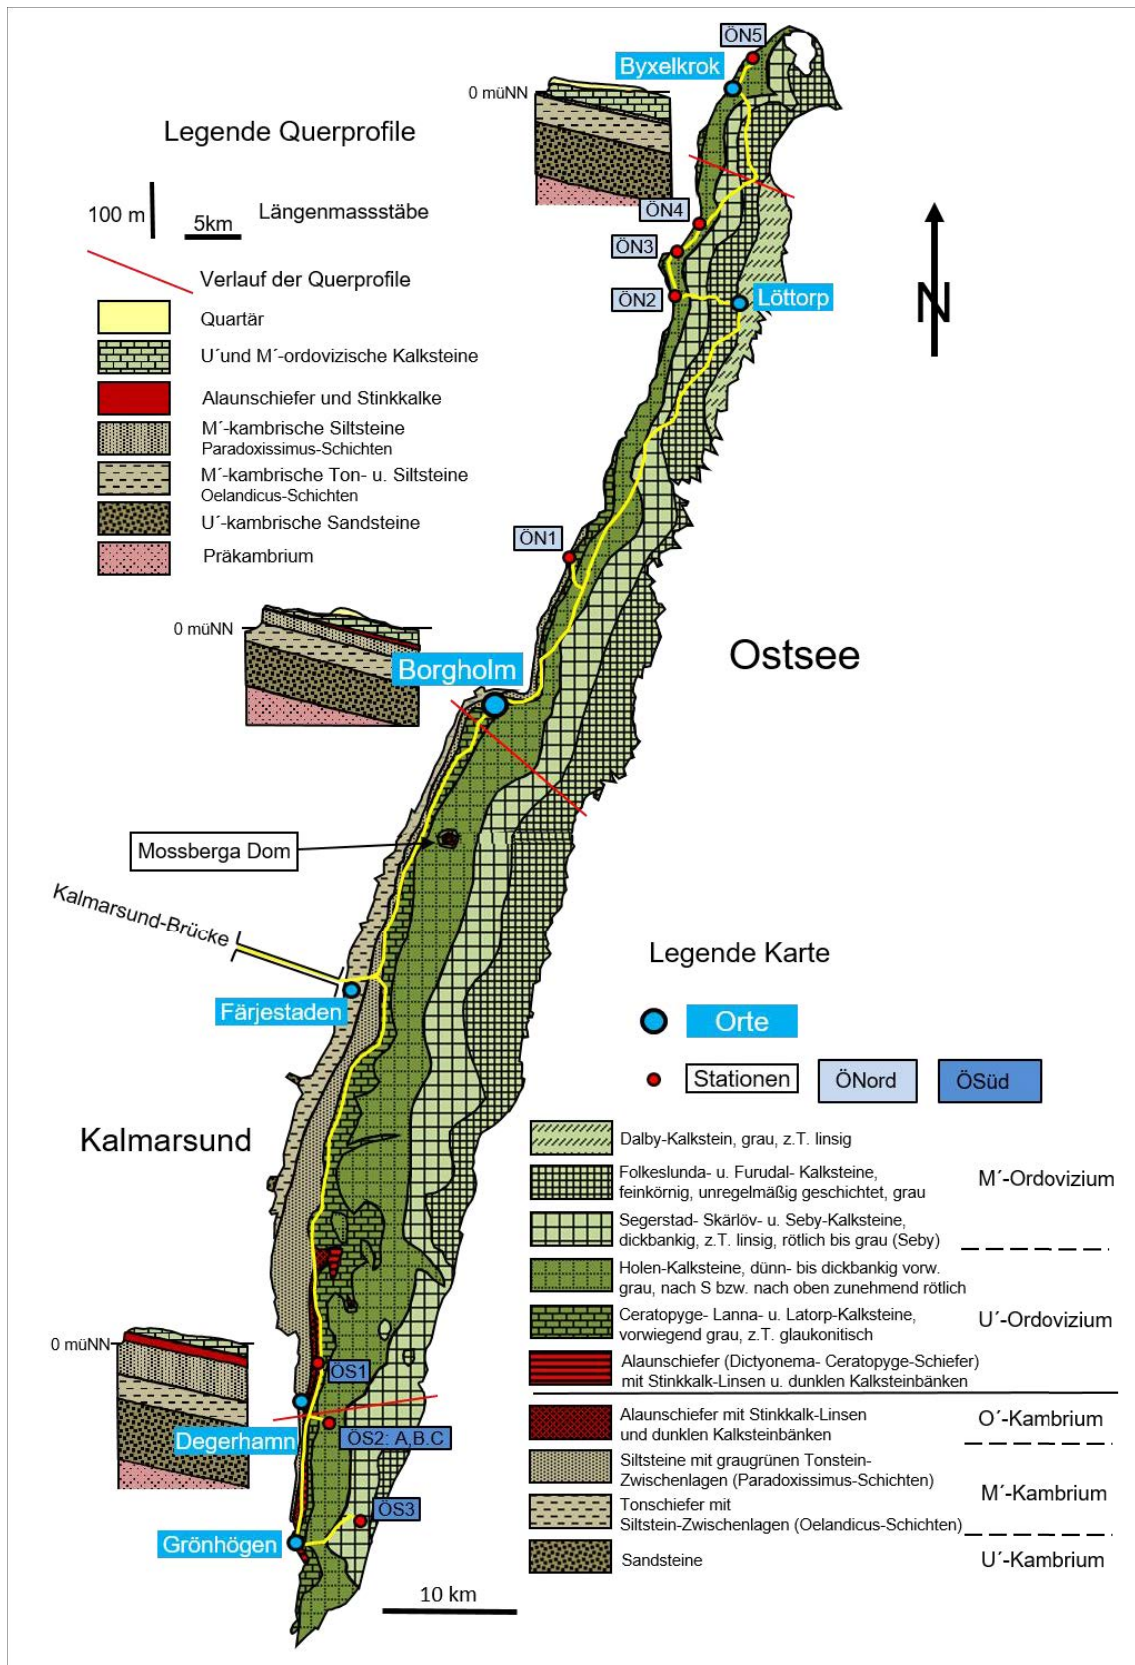 ÖN5
Byxelkrok
0 müNN
Legende Querprofile
100 m
5km
Längenmassstäbe
ÖN4
ÖN3
ÖN2
Löttorp
N
Verlauf der Querprofile
Quartär
U´und M´-ordovizische Kalksteine
Alaunschiefer und Stinkkalke
M´-kambrische Siltsteine
Paradoxissimus-Schichten
M´-kambrische Ton- u. Siltsteine
Oelandicus-Schichten
U´-kambrische Sandsteine
Präkambrium
ÖN1
0 müNN
Borgholm
Ostsee
Mossberga Dom
Kalmarsund-Brücke
Färjestaden
Kalmarsund
Legende Karte
Orte
Stationen
ÖNord
ÖSüd
Dalby-Kalkstein, grau, z.T. linsig
Folkeslunda- u. Furudal- Kalksteine,
feinkörnig, unregelmäßig geschichtet, grau
M´-Ordovizium
Segerstad- Skärlöv- u. Seby-Kalksteine,
dickbankig, z.T. linsig, rötlich bis grau (Seby)
Holen-Kalksteine, dünn- bis dickbankig vorw.
grau, nach S bzw. nach oben zunehmend rötlich
Ceratopyge- Lanna- u. Latorp-Kalksteine,
vorwiegend grau, z.T. glaukonitisch
U´-Ordovizium
Alaunschiefer (Dictyonema- Ceratopyge-Schiefer)
mit Stinkkalk-Linsen u. dunklen Kalksteinbänken
Alaunschiefer mit Stinkkalk-Linsen
und dunklen Kalksteinbänken
O´-Kambrium
Siltsteine mit graugrünen Tonstein-
Zwischenlagen (Paradoxissimus-Schichten)
M´-Kambrium
Tonschiefer mit
Siltstein-Zwischenlagen (Oelandicus-Schichten)
Sandsteine
U´-Kambrium
0 müNN
ÖS1
Degerhamn
ÖS2: A,B.C
ÖS3
Grönhögen
10 km